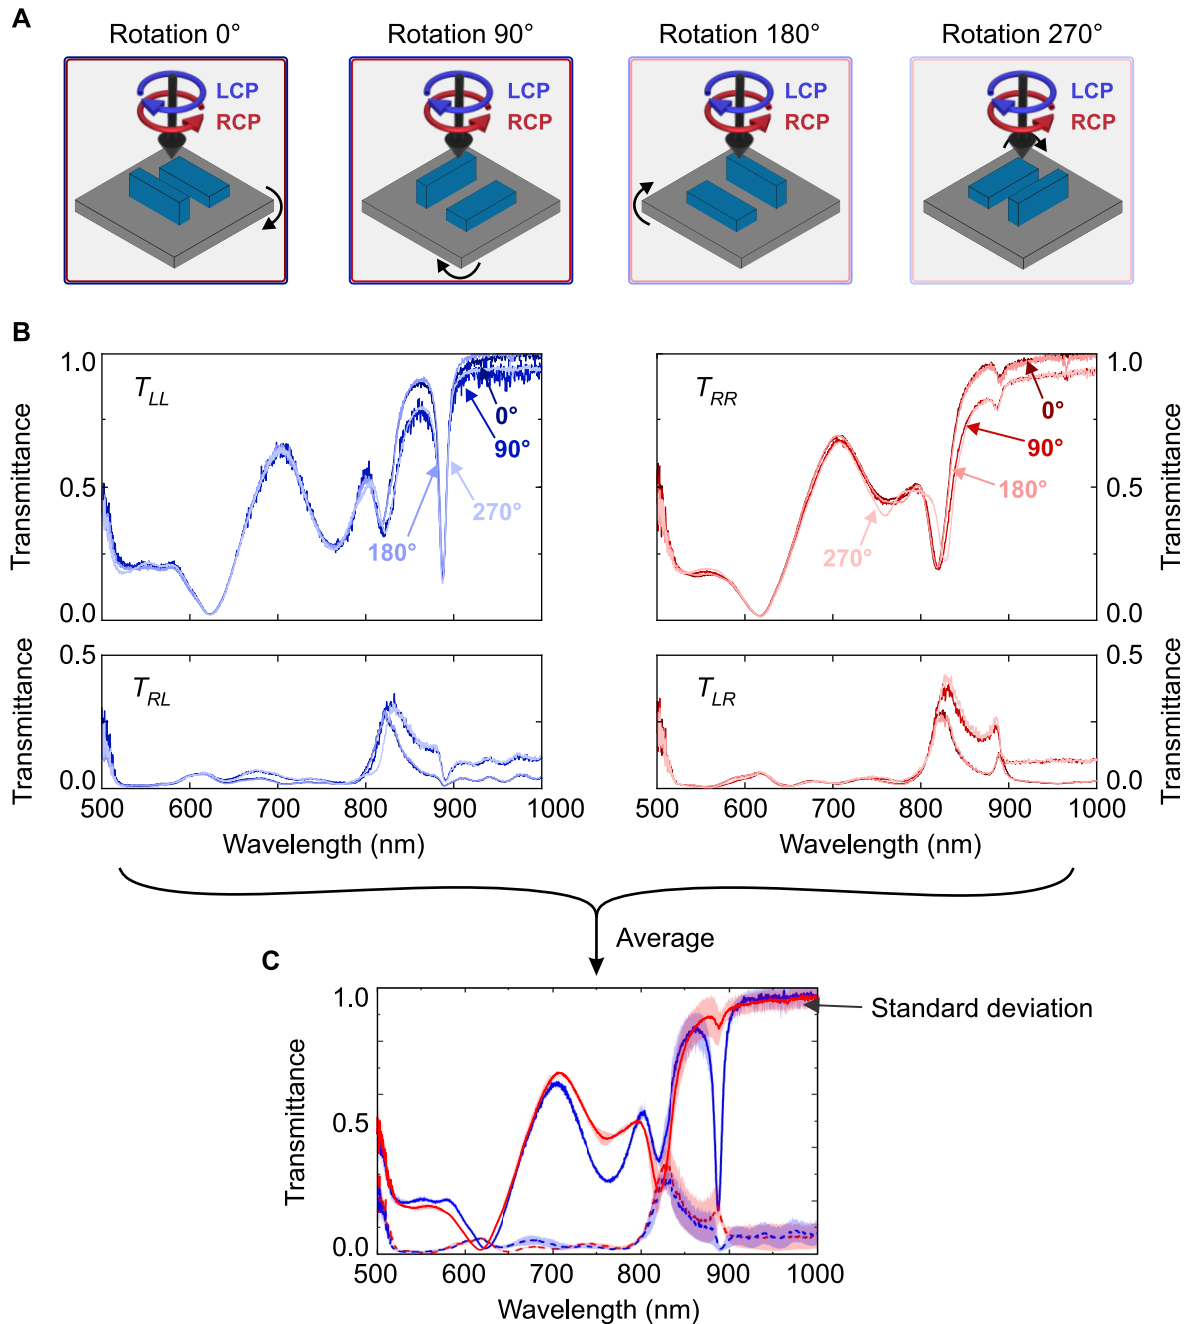 A
Rotation 0° Rotation 90° Rotation 180° Rotation 270°
LCP LCP LCP LCP
RCP RCP RCP RCP
B
1.0 1.0
T_LL T_RR
0° 0°
90° 90°
Transmittance 0.5 0.5 Transmittance
270° 180°
180° 270°
0.0 0.0
0.5 0.5
T_RL T_LR
Transmittance Transmittance
0.0 0.0
500 600 700 800 900 1000 500 600 700 800 900 1000
Wavelength (nm) Wavelength (nm)
Average
C
1.0
Standard deviation
Transmittance
0.5
0.0
500 600 700 800 900 1000
Wavelength (nm)